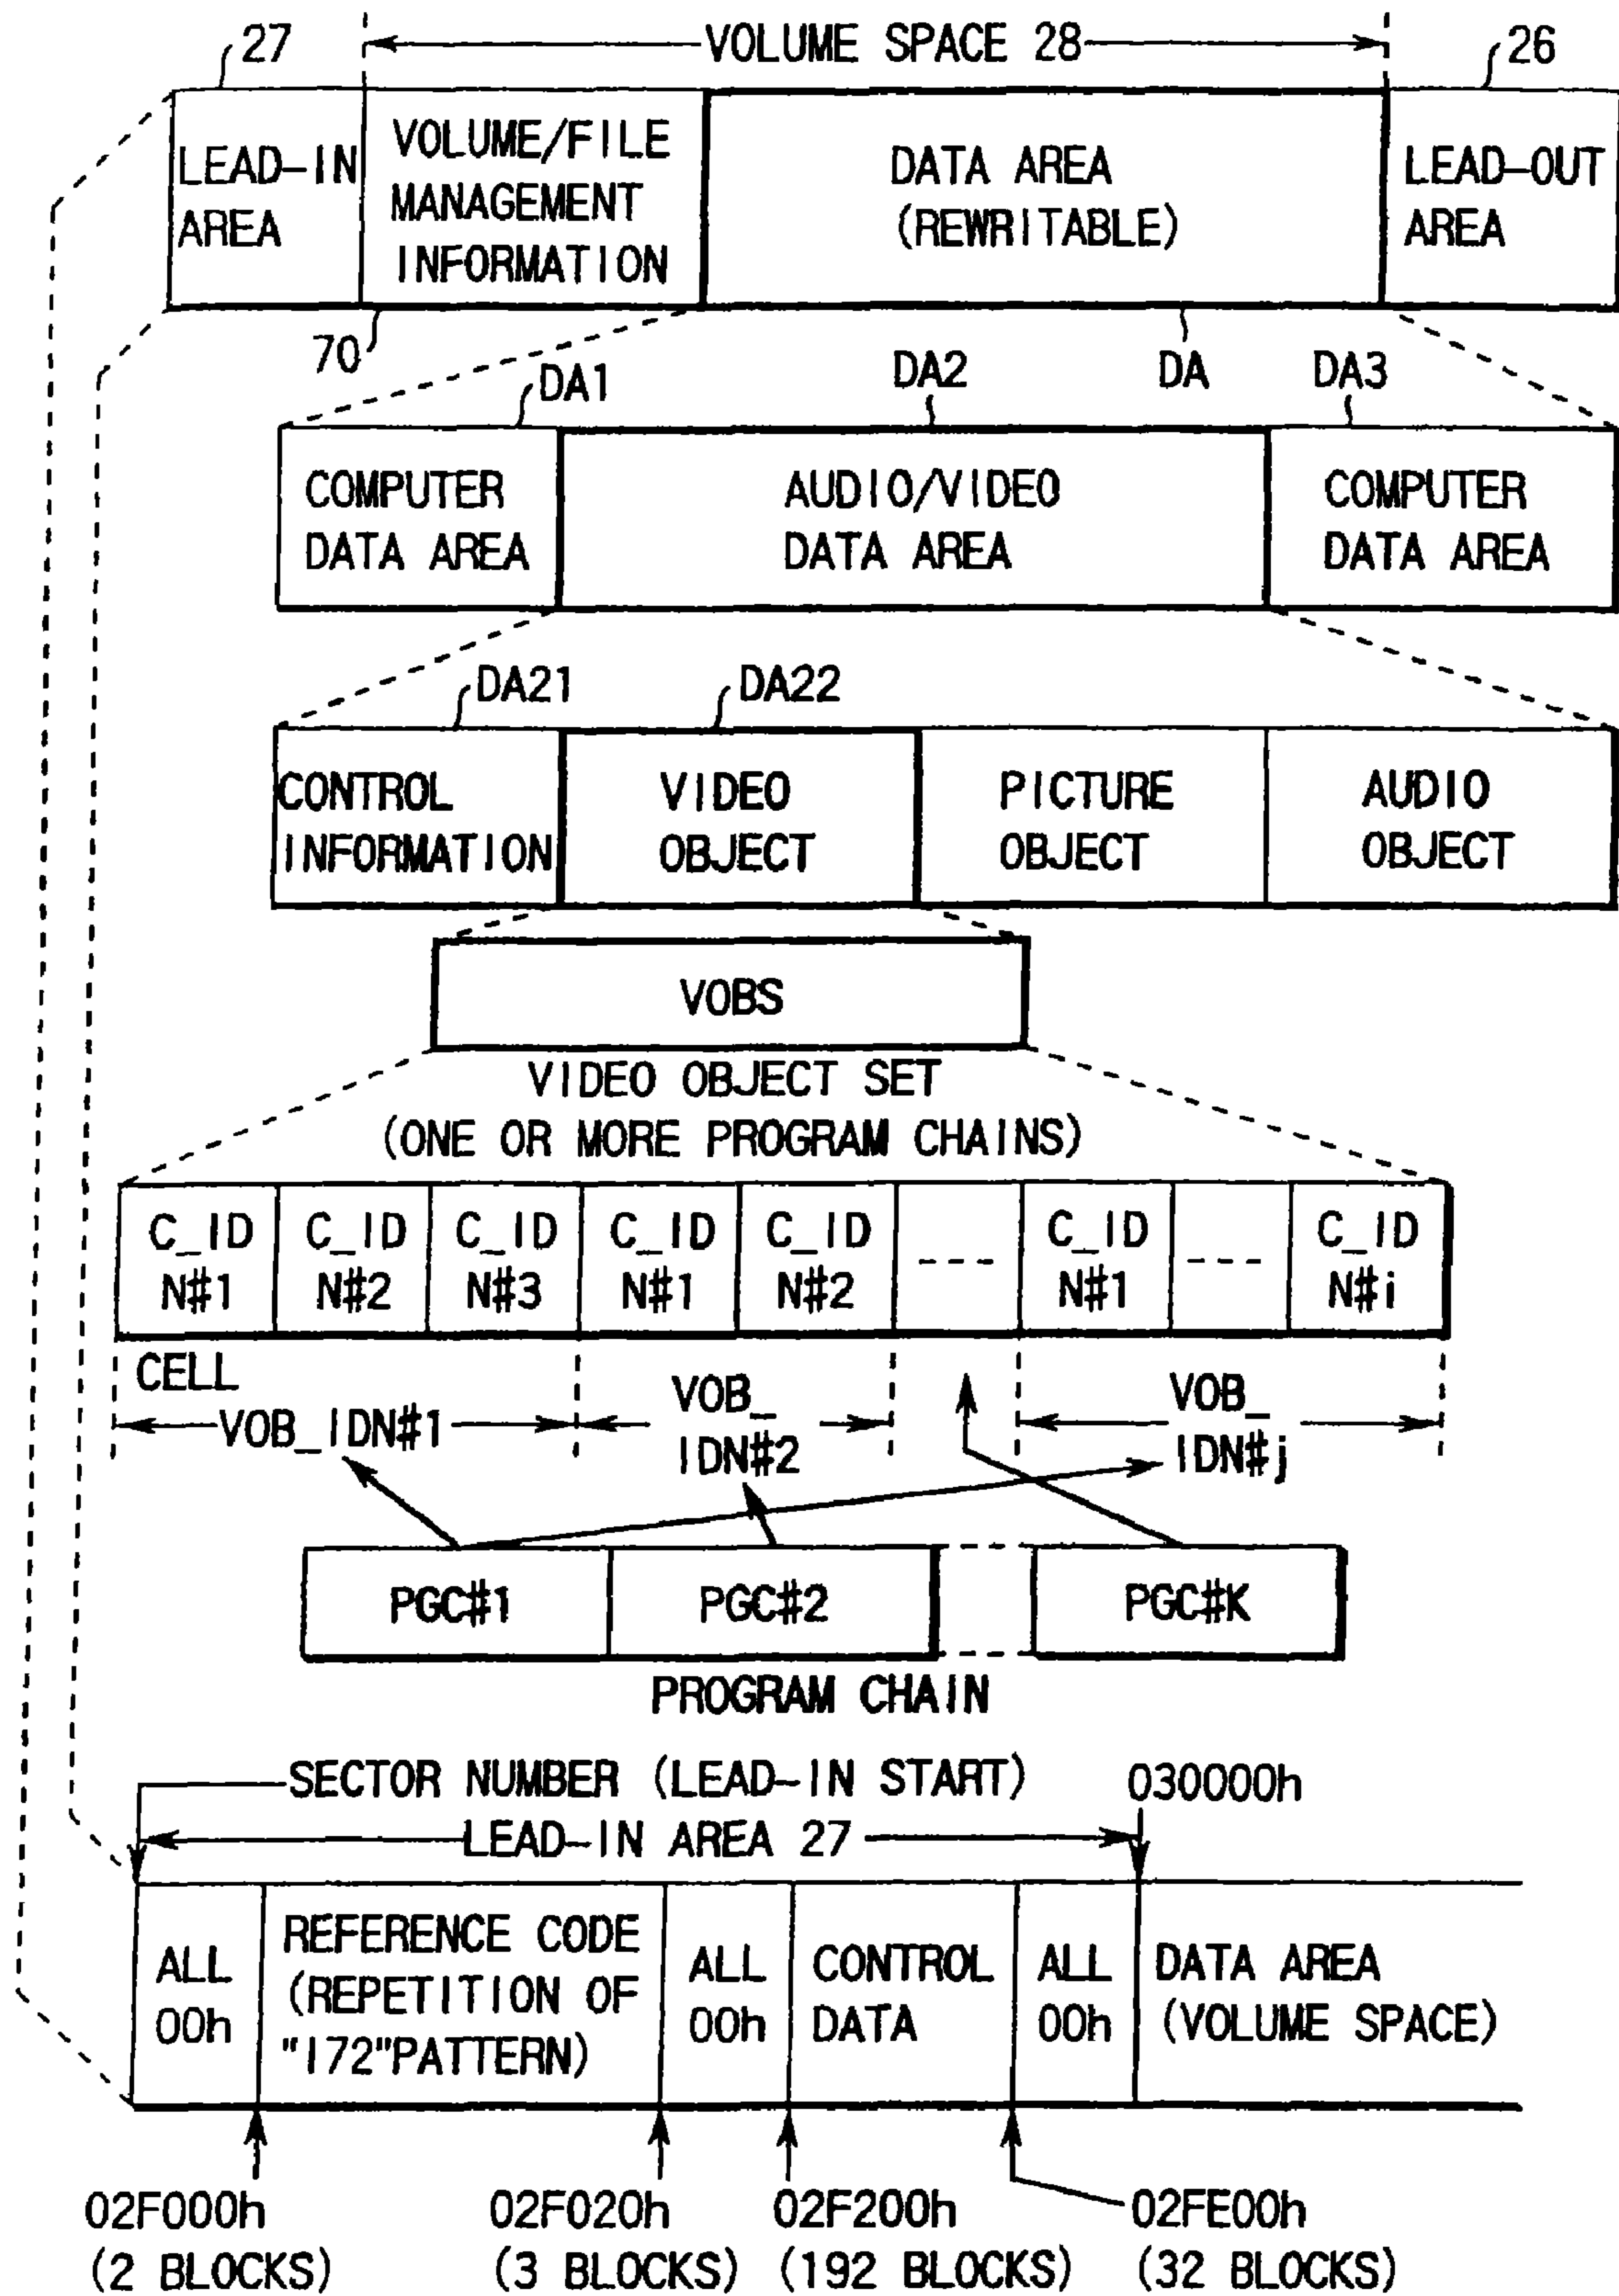 27
VOLUME SPACE 28
26
LEAD-IN
AREA
VOLUME/FILE
MANAGEMENT
INFORMATION
DATA AREA
(REWRITABLE)
LEAD-OUT
AREA
70
DA1
DA2
DA
DA3
COMPUTER
DATA AREA
AUDIO/VIDEO
DATA AREA
COMPUTER
DATA AREA
DA21
DA22
CONTROL
INFORMATION
VIDEO
OBJECT
PICTURE
OBJECT
AUDIO
OBJECT
VOBS
VIDEO OBJECT SET
(ONE OR MORE PROGRAM CHAINS)
C_ID
N#1
C_ID
N#2
C_ID
N#3
C_ID
N#1
C_ID
N#2
----
C_ID
N#1
----
C_ID
N#i
CELL
VOB_IDN#1
VOB_
IDN#2
VOB_
IDN#j
PGC#1
PGC#2
PGC#K
PROGRAM CHAIN
SECTOR NUMBER (LEAD-IN START)
030000h
LEAD-IN AREA 27
ALL
00h
REFERENCE CODE
(REPETITION OF
"172"PATTERN)
ALL
00h
CONTROL
DATA
ALL
00h
DATA AREA
(VOLUME SPACE)
02F000h
(2 BLOCKS)
02F020h
(3 BLOCKS)
02F200h
(192 BLOCKS)
02FE00h
(32 BLOCKS)